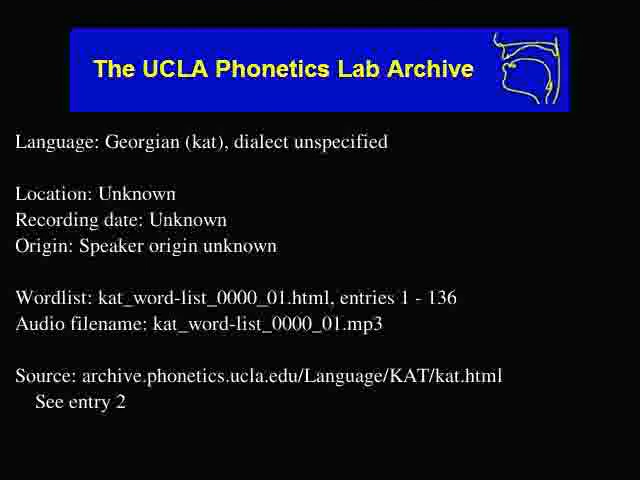 The UCLA Phonetics Lab Archive
Language: Georgian (kat), dialect unspecified
Location: Unknown
Recording date: Unknown
Origin: Speaker origin unknown
Wordlist: kat_word-list_0000_01.html, entries 1 - 136
Audio filename: kat_word-list_0000_01.mp3
Source: archive.phonetics.ucla.edu/Language/KAT/kat.html
See entry 2